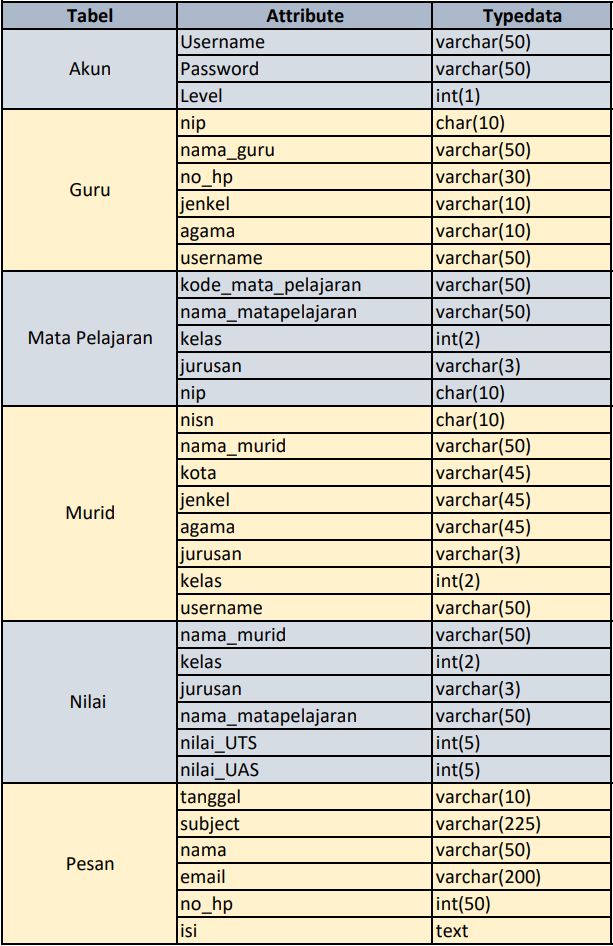 Tabel Attribute Typedata
Akun
Username varchar(50)
Password varchar(50)
Level int(1)
Guru
nip char(10)
nama_guru varchar(50)
no_hp varchar(30)
jenkel varchar(10)
agama varchar(10)
username varchar(50)
Mata Pelajaran
kode_mata_pelajaran varchar(50)
nama_matapelajaran varchar(50)
kelas int(2)
jurusan varchar(3)
nip char(10)
Murid
nisn char(10)
nama_murid varchar(50)
kota varchar(45)
jenkel varchar(45)
agama varchar(45)
jurusan varchar(3)
kelas int(2)
username varchar(50)
Nilai
nama_murid varchar(50)
kelas int(2)
jurusan varchar(3)
nama_matapelajaran varchar(50)
nilai_UTS int(5)
nilai_UAS int(5)
Pesan
tanggal varchar(10)
subject varchar(225)
nama varchar(50)
email varchar(200)
no_hp int(50)
isi text